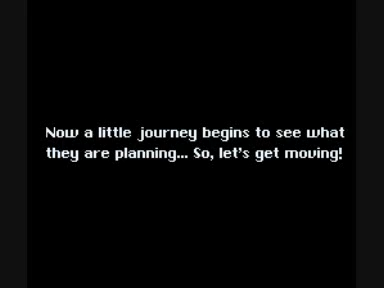 Now a little journey begins to see what
they are planning... So, let's get moving!